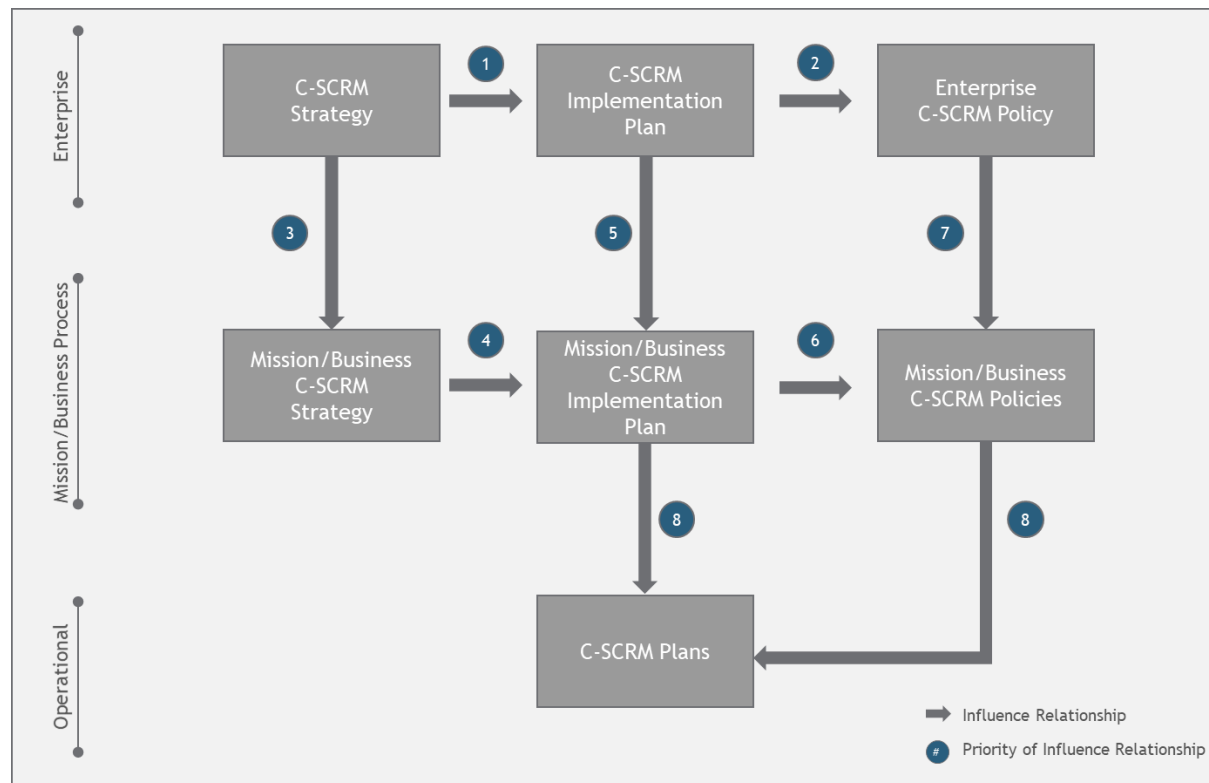 Enterprise
C-SCRM
Strategy
1
C-SCRM
Implementation
Plan
2
Enterprise
C-SCRM Policy
3
5
7
Mission/Business Process
Mission/Business
C-SCRM
Strategy
4
Mission/Business
C-SCRM
Implementation
Plan
6
Mission/Business
C-SCRM Policies
8
8
Operational
C-SCRM Plans
Influence Relationship
# Priority of Influence Relationship